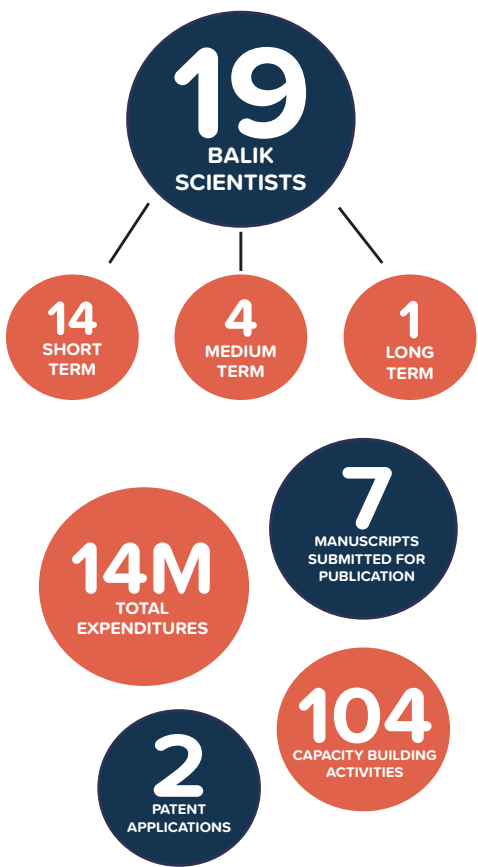 19
BALIK
SCIENTISTS
14
SHORT
TERM
4
MEDIUM
TERM
1
LONG
TERM
7
MANUSCRIPTS
SUBMITTED FOR
PUBLICATION
14M
TOTAL
EXPENDITURES
104
CAPACITY BUILDING
ACTIVITIES
2
PATENT
APPLICATIONS